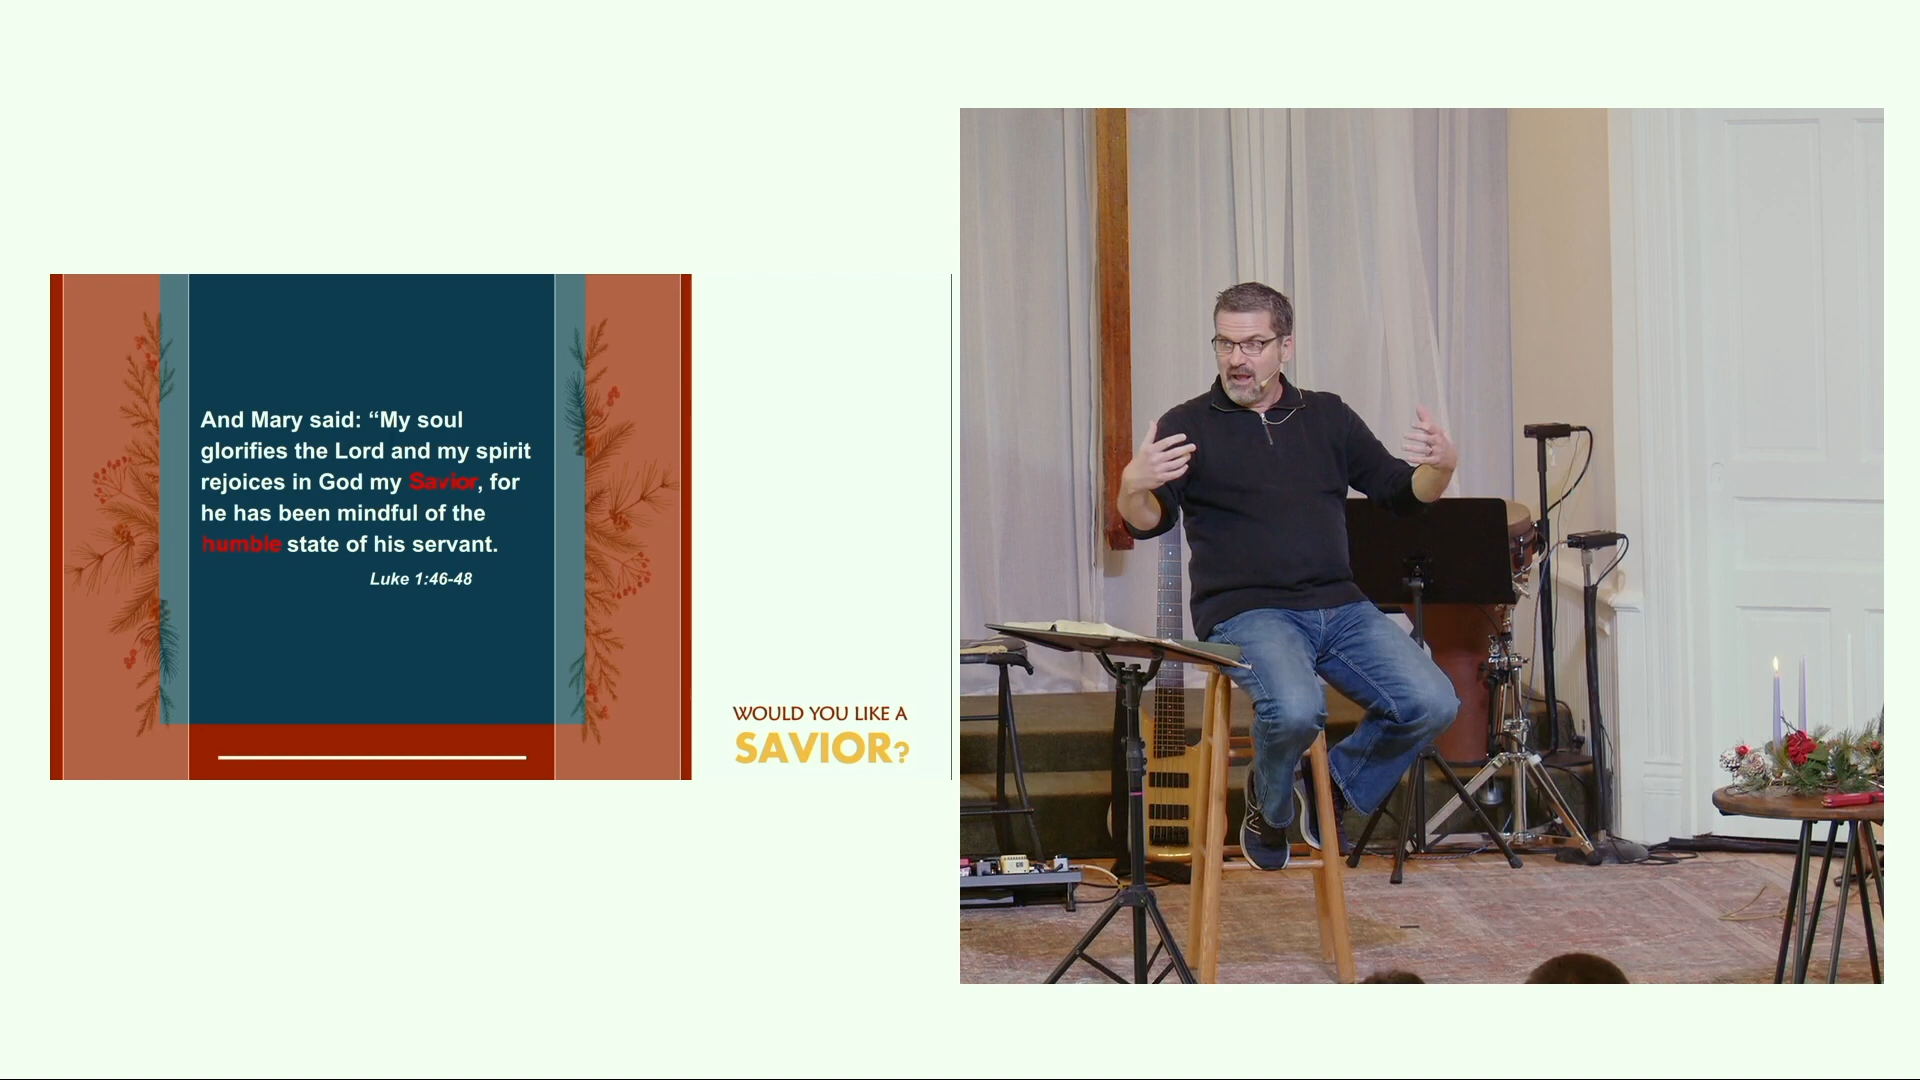 And Mary said: “My soul
glorifies the Lord and my spirit
rejoices in God my Savior, for
he has been mindful of the
humble state of his servant.
Luke 1:46-48
WOULD YOU LIKE A
SAVIOR?